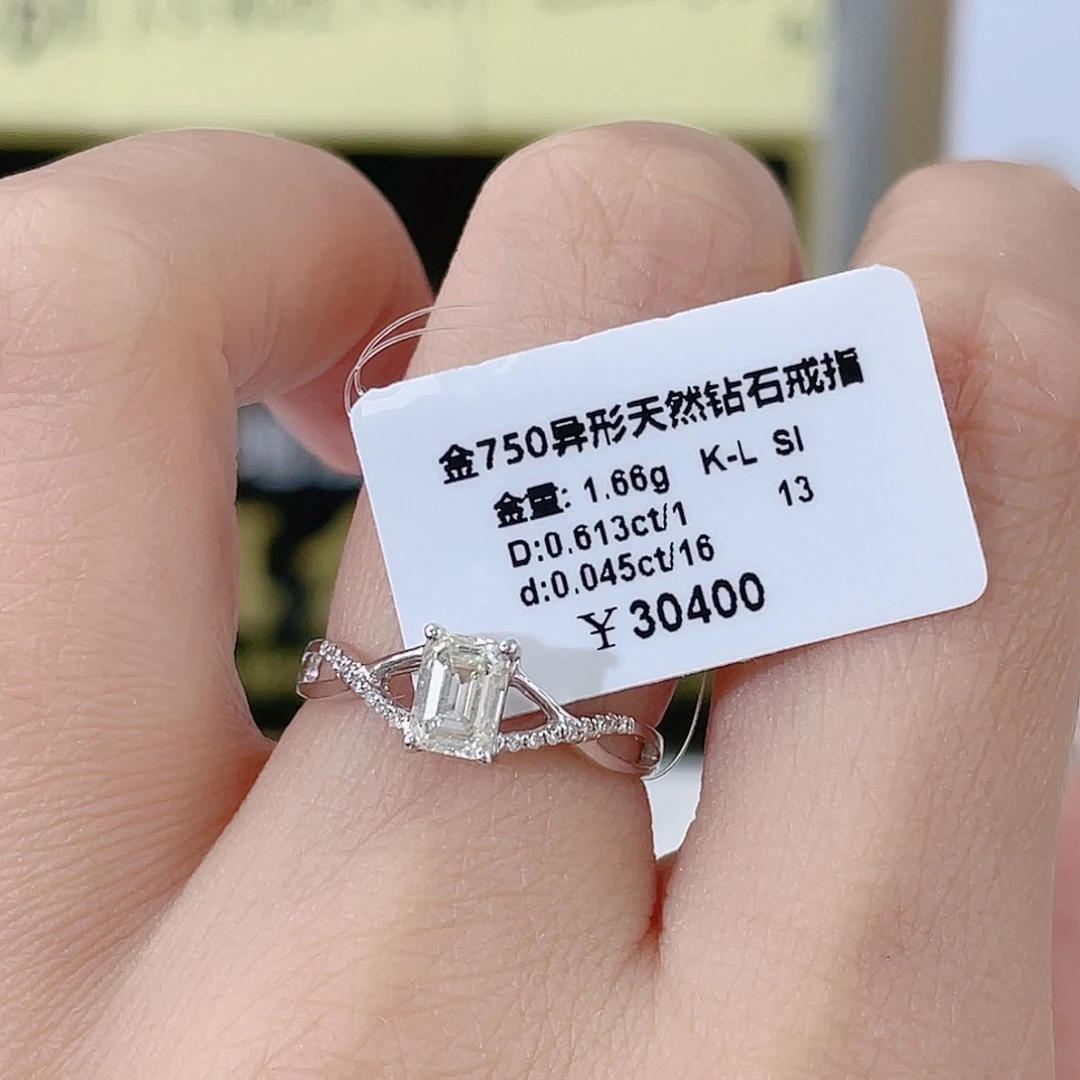 金750异形天然钻石戒指
金重: 1.66g K-L SI
D:0.613ct/1 13
d:0.045ct/16
¥30400